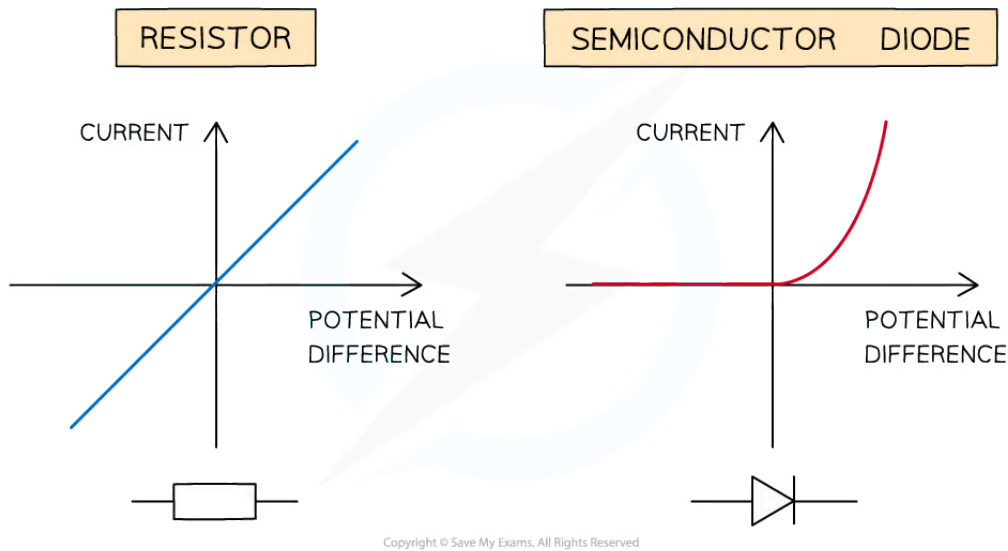 RESISTOR
SEMICONDUCTOR DIODE
CURRENT
POTENTIAL
DIFFERENCE
CURRENT
POTENTIAL
DIFFERENCE
Copyright © Save My Exams. All Rights Reserved